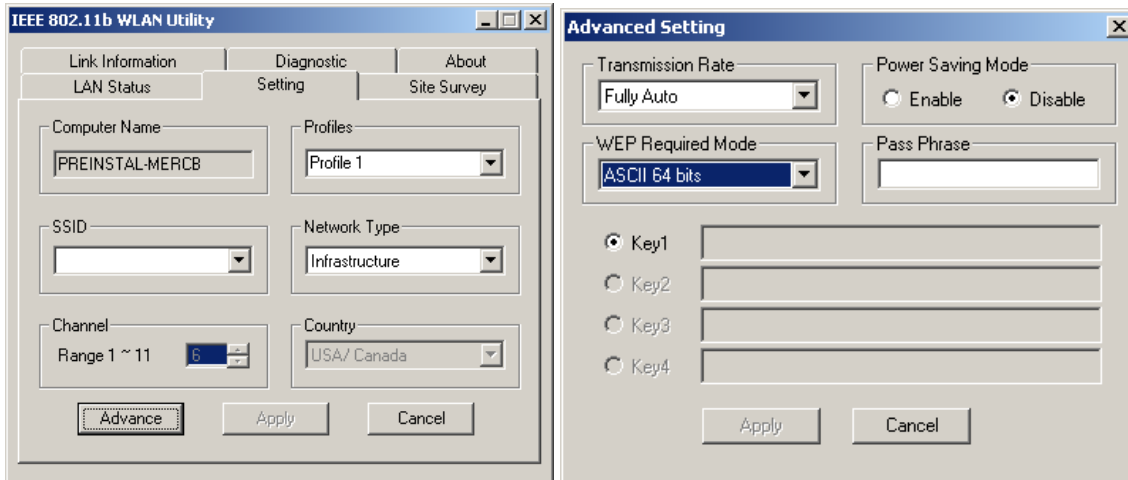 IEEE 802.11b WLAN Utility
Link Information Diagnostic About
LAN Status Setting Site Survey
Computer Name Profiles
PREINSTAL-MERCB Profile 1
SSID Network Type
Infrastructure
Channel Country
Range 1 ~ 11 6 USA/ Canada
Advance Apply Cancel
Advanced Setting
Transmission Rate Power Saving Mode
Fully Auto Enable Disable
WEP Required Mode Pass Phrase
ASCII 64 bits
Key1
Key2
Key3
Key4
Apply Cancel